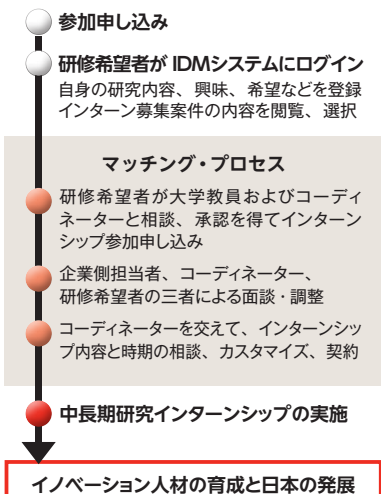 参加申し込み
研修希望者が IDMシステムにログイン
自身の研究内容、興味、希望などを登録
インターン募集案件の内容を閲覧、選択
マッチング・プロセス
研修希望者が大学教員およびコーディ
ネーターと相談、承認を得てインターン
シップ参加申し込み
企業側担当者、コーディネーター、
研修希望者の三者による面談・調整
コーディネーターを交えて、インターンシッ
プ内容と時期の相談、カスタマイズ、契約
中長期研究インターンシップの実施
イノベーション人材の育成と日本の発展